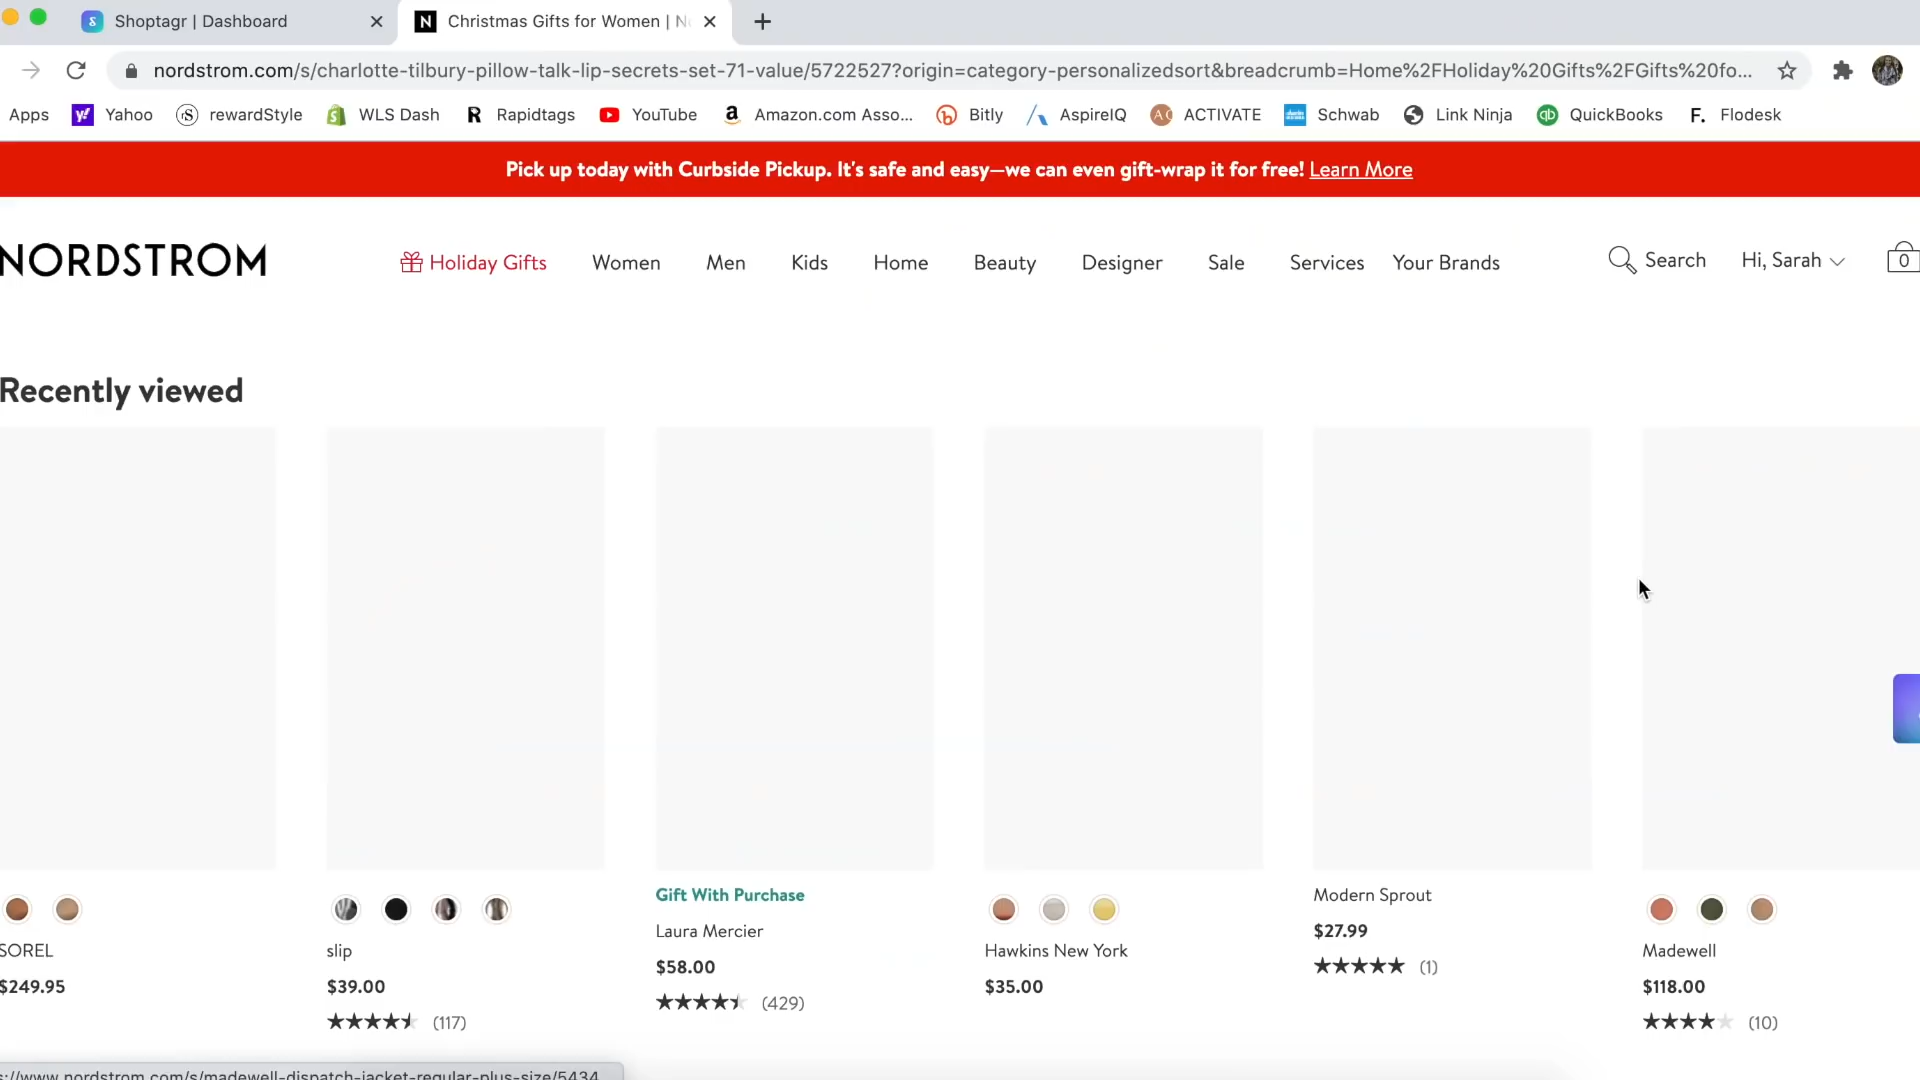 Shoptagr | Dashboard
Christmas Gifts for Women |
nordstrom.com/s/charlotte-tilbury-pillow-talk-lip-secrets-set-71-value/5722527?origin=category-personalizedsort&breadcrumb=Home%2FHoliday%20Gifts%2FGifts%20fo...
Apps Yahoo rewardStyle WLS Dash Rapidtags YouTube Amazon.com Asso... Bitly AspireIQ ACTIVATE Schwab Link Ninja QuickBooks F. Flodesk
Pick up today with Curbside Pickup. It's safe and easy—we can even gift-wrap it for free! Learn More
NORDSTROM
Holiday Gifts Women Men Kids Home Beauty Designer Sale Services Your Brands
Search
Hi, Sarah
0
Recently viewed
SOREL
$249.95
slip
$39.00
(117)
Gift With Purchase
Laura Mercier
$58.00
(429)
Hawkins New York
$35.00
Modern Sprout
$27.99
(1)
Madewell
$118.00
(10)
s://www.nordstrom.com/s/madewell-dispatch-jacket-regular-plus-size/5434...